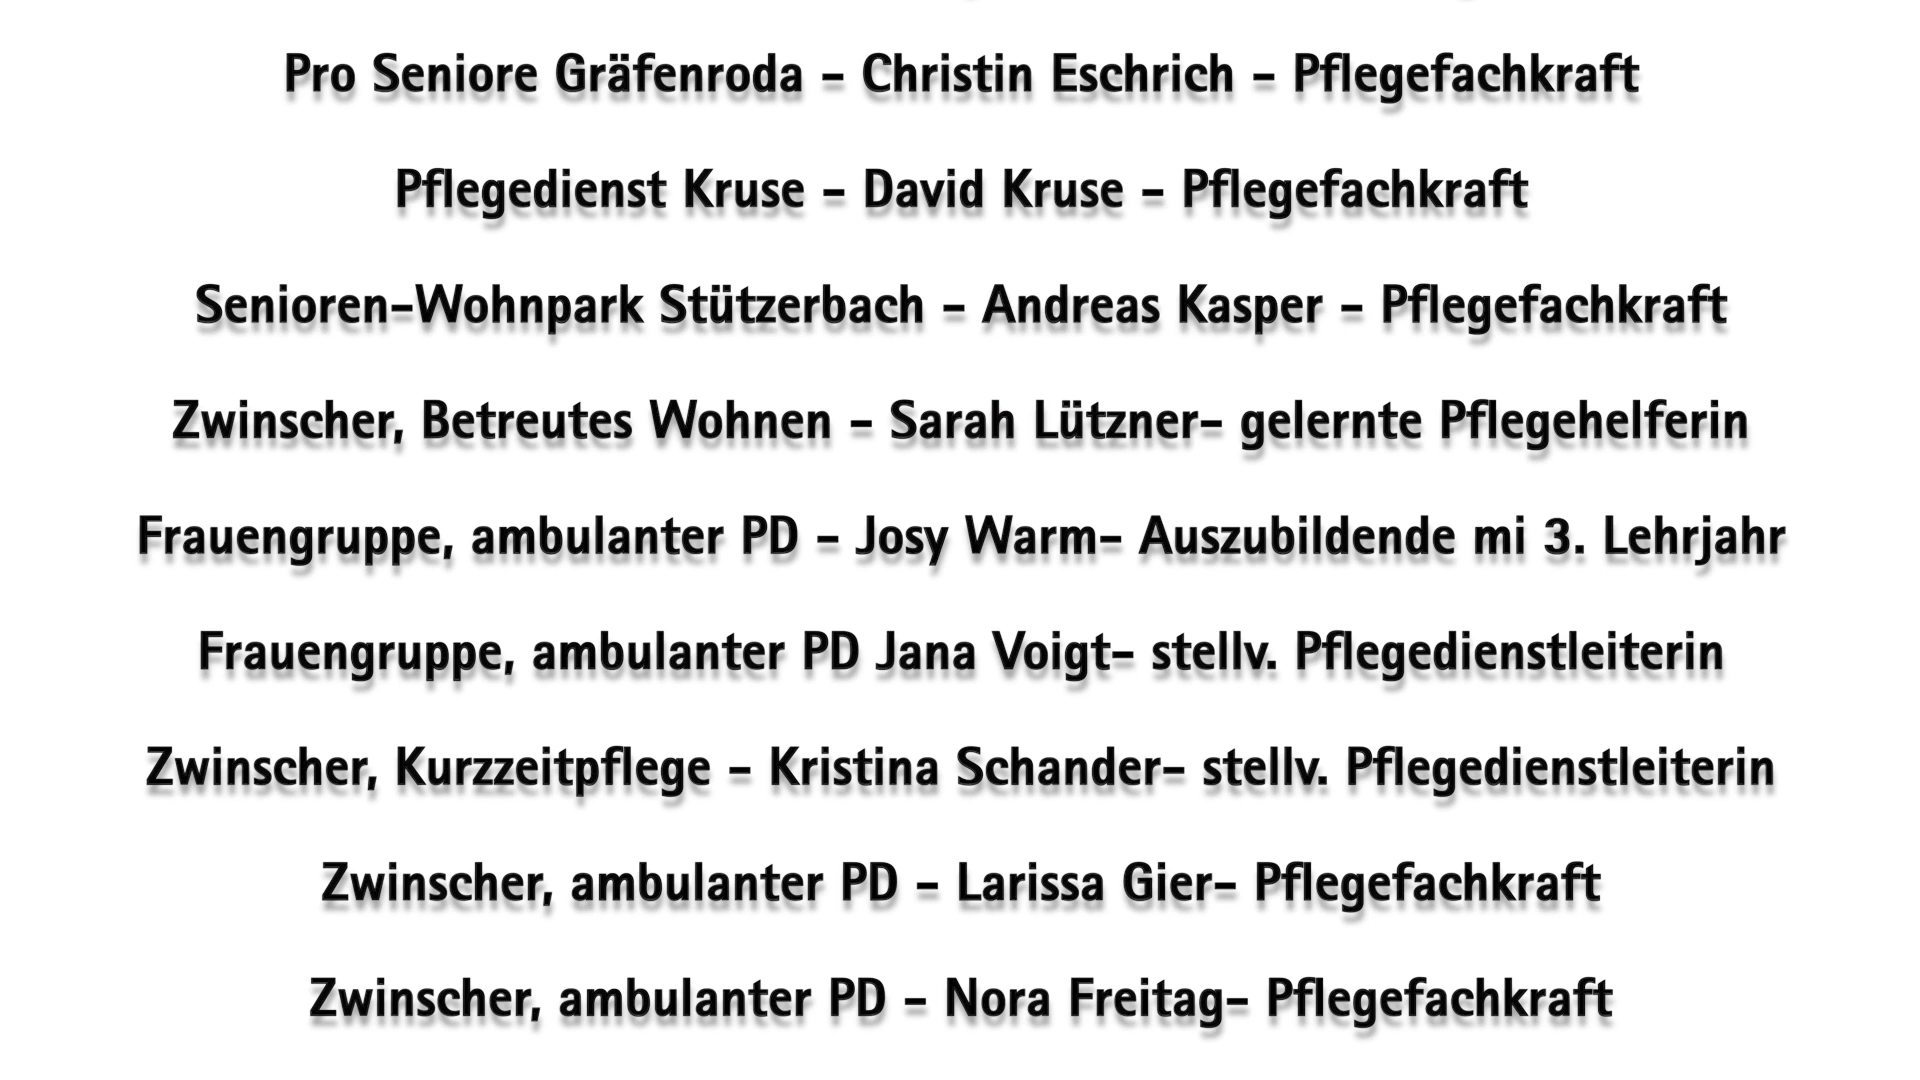 Pro Seniore Gräfenroda – Christin Eschrich – Pflegefachkraft
Pflegedienst Kruse – David Kruse – Pflegefachkraft
Senioren-Wohnpark Stützerbach – Andreas Kasper – Pflegefachkraft
Zwinscher, Betreutes Wohnen – Sarah Lützner– gelernte Pflegehelferin
Frauengruppe, ambulanter PD – Josy Warm– Auszubildende mi 3. Lehrjahr
Frauengruppe, ambulanter PD Jana Voigt– stellv. Pflegedienstleiterin
Zwinscher, Kurzzeitpflege – Kristina Schander– stellv. Pflegedienstleiterin
Zwinscher, ambulanter PD – Larissa Gier– Pflegefachkraft
Zwinscher, ambulanter PD – Nora Freitag– Pflegefachkraft